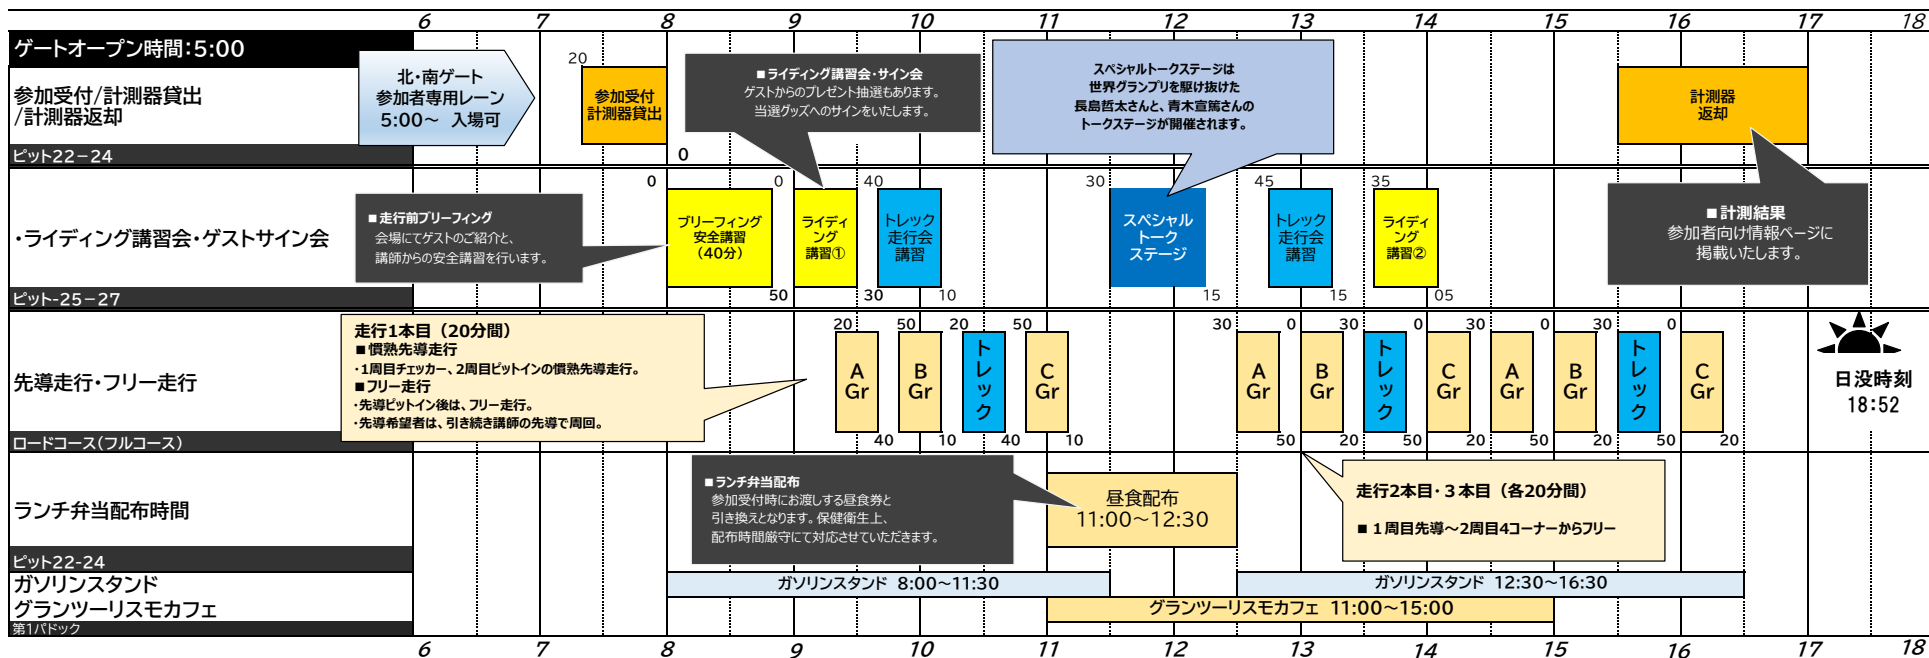 6 7 8 9 10 11 12 13 14 15 16 17 18
ゲートオープン時間:5:00
参加受付/計測器貸出
/計測器返却
ピット22-24
北・南ゲート
参加者専用レーン
5:00~ 入場可
20
参加受付
計測器貸出
0
■ライディング講習会・サイン会
ゲストからのプレゼント抽選もあります。
当選グッズへのサインをいたします。
スペシャルトークステージは
世界グランプリを駆け抜けた
長島哲太さんと、青木宣篤さんの
トークステージが開催されます。
計測器
返却
・ライディング講習会・ゲストサイン会
ピット-25-27
■走行前ブリーフィング
会場にてゲストのご紹介と、
講師からの安全講習を行います。
0
ブリーフィング
安全講習
(40分)
50
0
ライディ
ング
講習①
30
40
トレック
走行会
講習
10
30
スペシャル
トーク
ステージ
15
45
トレック
走行会
講習
15
35
ライディ
ング
講習②
05
■計測結果
参加者向け情報ページに
掲載いたします。
先導走行・フリー走行
ロードコース(フルコース)
走行1本目(20分間)
■慣熟先導走行
・1周目チェッカー、2周目ピットインの慣熟先導走行。
■フリー走行
・先導ピットイン後は、フリー走行。
・先導希望者は、引き続き講師の先導で周回。
20
A
Gr
40
50
B
Gr
10
20
トレック
40
50
C
Gr
10
30
A
Gr
50
0
B
Gr
20
30
トレック
50
0
C
Gr
20
30
A
Gr
50
0
B
Gr
20
30
トレック
50
0
C
Gr
20
日没時刻
18:52
ランチ弁当配布時間
ピット22-24
■ランチ弁当配布
参加受付時にお渡しする昼食券と
引き換えとなります。保健衛生上、
配布時間厳守にて対応させていただきます。
昼食配布
11:00~12:30
走行2本目・3本目(各20分間)
■1周目先導~2周目4コーナーからフリー
ガソリンスタンド
グランツーリスモカフェ
第1パドック
ガソリンスタンド 8:00~11:30
ガソリンスタンド 12:30~16:30
グランツーリスモカフェ 11:00~15:00
6 7 8 9 10 11 12 13 14 15 16 17 18